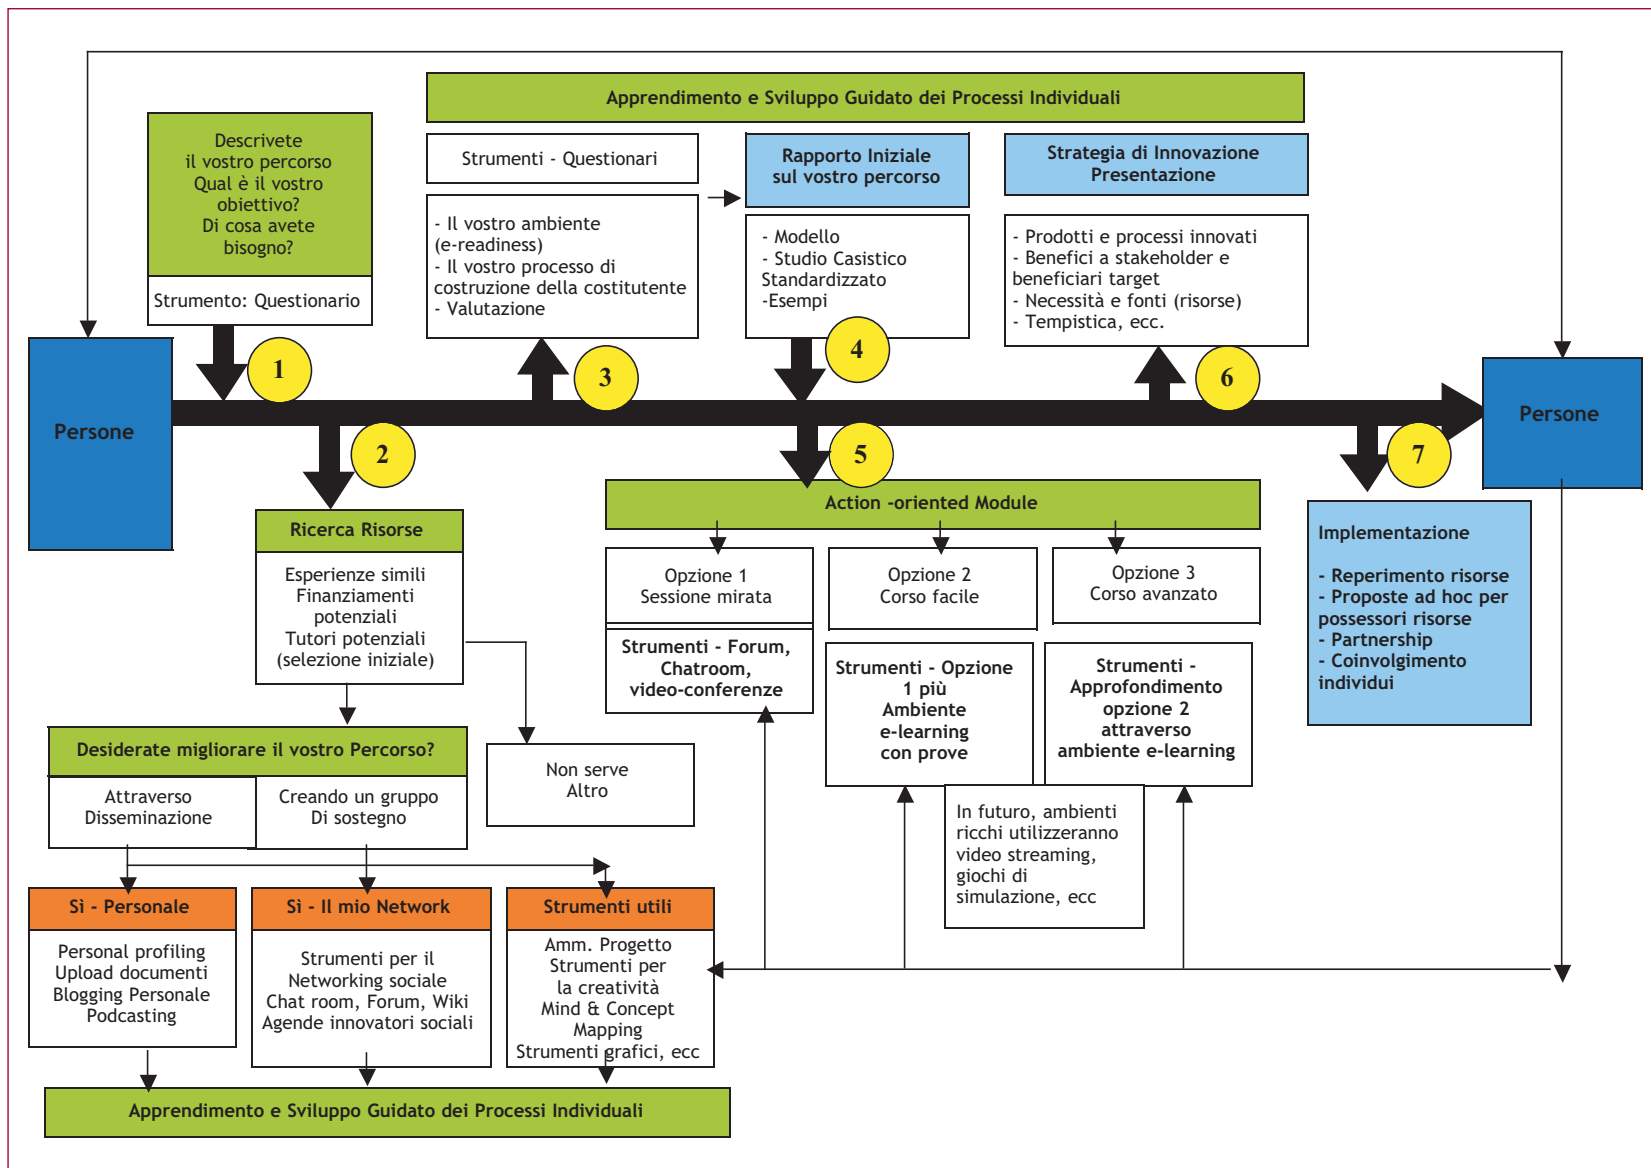 Apprendimento e Sviluppo Guidato dei Processi Individuali
Descrivete
il vostro percorso
Qual è il vostro
obiettivo?
Di cosa avete
bisogno?
Strumento: Questionario
Strumenti - Questionari
- Il vostro ambiente
(e-readiness)
- Il vostro processo di
costruzione della costitutente
- Valutazione
Rapporto Iniziale
sul vostro percorso
- Modello
- Studio Casistico
Standardizzato
-Esempi
Strategia di Innovazione
Presentazione
- Prodotti e processi innovati
- Benefici a stakeholder e
beneficiari target
- Necessità e fonti (risorse)
- Tempistica, ecc.
1
3
4
6
Persone
Persone
2
5
7
Ricerca Risorse
Esperienze simili
Finanziamenti
potenziali
Tutori potenziali
(selezione iniziale)
Action -oriented Module
Opzione 1
Sessione mirata
Strumenti - Forum,
Chatroom,
video-conferenze
Opzione 2
Corso facile
Strumenti - Opzione
1 più
Ambiente
e-learning
con prove
Opzione 3
Corso avanzato
Strumenti -
Approfondimento
opzione 2
attraverso
ambiente e-learning
In futuro, ambienti
ricchi utilizzeranno
video streaming,
giochi di
simulazione, ecc
Implementazione
- Reperimento risorse
- Proposte ad hoc per
possessori risorse
- Partnership
- Coinvolgimento
individui
Desiderate migliorare il vostro Percorso?
Attraverso
Disseminazione
Creando un gruppo
Di sostegno
Non serve
Altro
Sì - Personale
Personal profiling
Upload documenti
Blogging Personale
Podcasting
Sì - Il mio Network
Strumenti per il
Networking sociale
Chat room, Forum, Wiki
Agende innovatori sociali
Strumenti utili
Amm. Progetto
Strumenti per
la creatività
Mind & Concept
Mapping
Strumenti grafici, ecc
Apprendimento e Sviluppo Guidato dei Processi Individuali